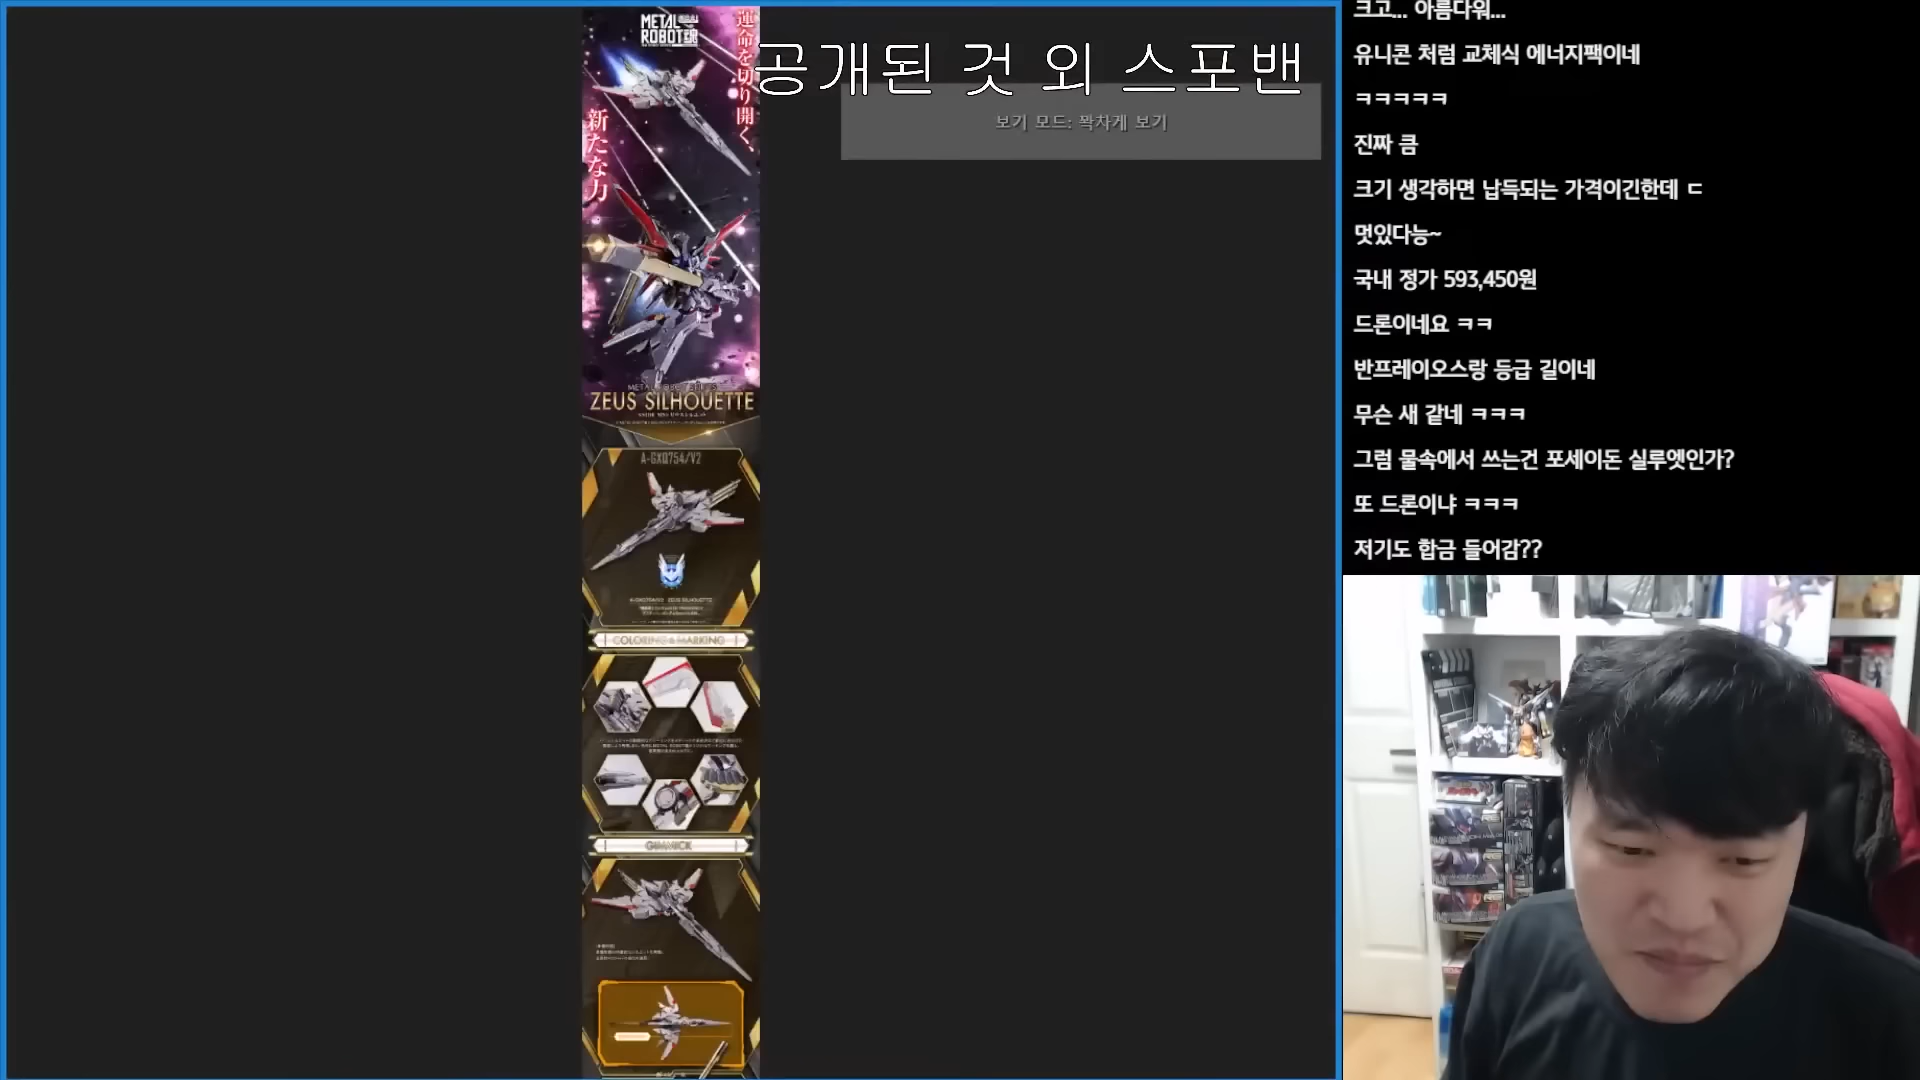 METAL
ROBOT魂
運命を切り開く、
新たな力
공개된 것 외 스포밴
보기 모드: 꽉차게 보기
ZEUS SILHOUETTE
A-GXQ754/V2
COLORING & MARKING
GIMMICK
크고... 아름다워...
유니콘 처럼 교체식 에너지팩이네
ㅋㅋㅋㅋㅋ
진짜 큼
크기 생각하면 납득되는 가격이긴한데 ㄷ
멋있다능~
국내 정가 593,450원
드론이네요 ㅋㅋ
반프레이오스랑 등급 길이네
무슨 새 같네 ㅋㅋㅋ
그럼 물속에서 쓰는건 포세이돈 실루엣인가?
또 드론이냐 ㅋㅋㅋ
저기도 합금 들어감??